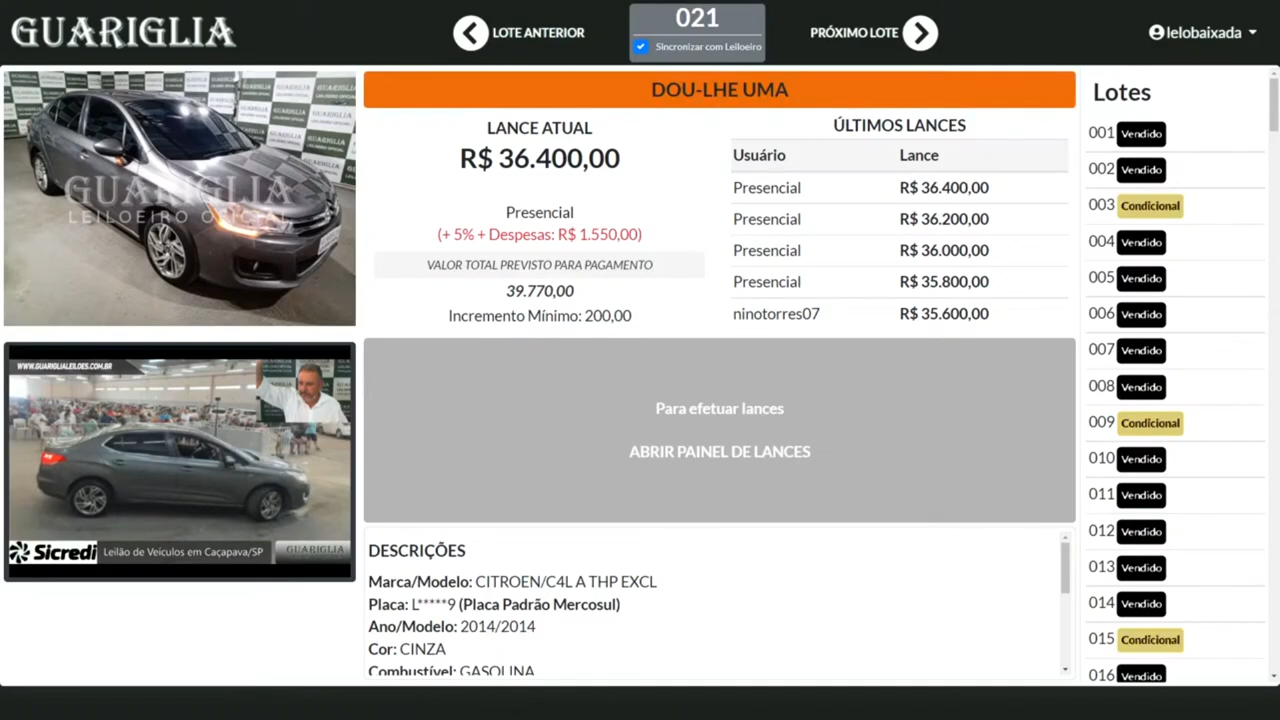 GUARIGLIA
LOTE ANTERIOR
021
Sincronizar com Leiloeiro
PRÓXIMO LOTE
lelobaixada
GUARIGLIA
LEILOEIRO OFICIAL
WWW.GUARIGLIALEILOES.COM.BR
Sicredi
Leilão de Veículos em Caçapava/SP
GUARIGLIA
DOU-LHE UMA
LANCE ATUAL
R$ 36.400,00
Presencial
(+ 5% + Despesas: R$ 1.550,00)
VALOR TOTAL PREVISTO PARA PAGAMENTO
39.770,00
Incremento Mínimo: 200,00
ÚLTIMOS LANCES
Usuário Lance
Presencial R$ 36.400,00
Presencial R$ 36.200,00
Presencial R$ 36.000,00
Presencial R$ 35.800,00
ninotorres07 R$ 35.600,00
Para efetuar lances
ABRIR PAINEL DE LANCES
DESCRIÇÕES
Marca/Modelo: CITROEN/C4L A THP EXCL
Placa: L*****9 (Placa Padrão Mercosul)
Ano/Modelo: 2014/2014
Cor: CINZA
Combustível: GASOLINA
Lotes
001 Vendido
002 Vendido
003 Condicional
004 Vendido
005 Vendido
006 Vendido
007 Vendido
008 Vendido
009 Condicional
010 Vendido
011 Vendido
012 Vendido
013 Vendido
014 Vendido
015 Condicional
016 Vendido